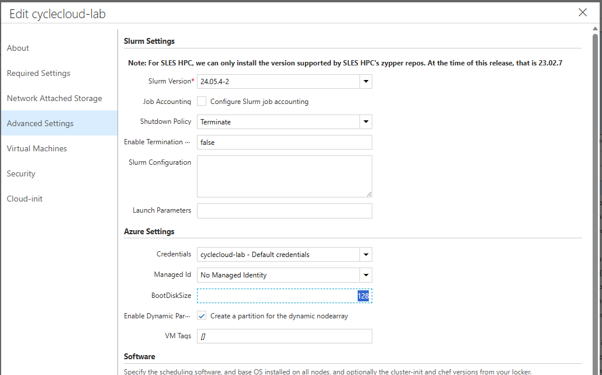 Edit cyclecloud-lab
About
Required Settings
Network Attached Storage
Advanced Settings
Virtual Machines
Security
Cloud-init
Slurm Settings
Note: For SLES HPC, we can only install the version supported by SLES HPC's zypper repos. At the time of this release, that is 23.02.7
Slurm Version* 24.05.4-2
Job Accounting Configure Slurm job accounting
Shutdown Policy Terminate
Enable Termination ... false
Slurm Configuration
Launch Parameters
Azure Settings
Credentials cyclecloud-lab - Default credentials
Managed Id No Managed Identity
BootDiskSize 128
Enable Dynamic Par... Create a partition for the dynamic nodearray
VM Tags []
Software
Specify the scheduling software, and base OS installed on all nodes, and optionally the cluster-init and chef versions from your locker.